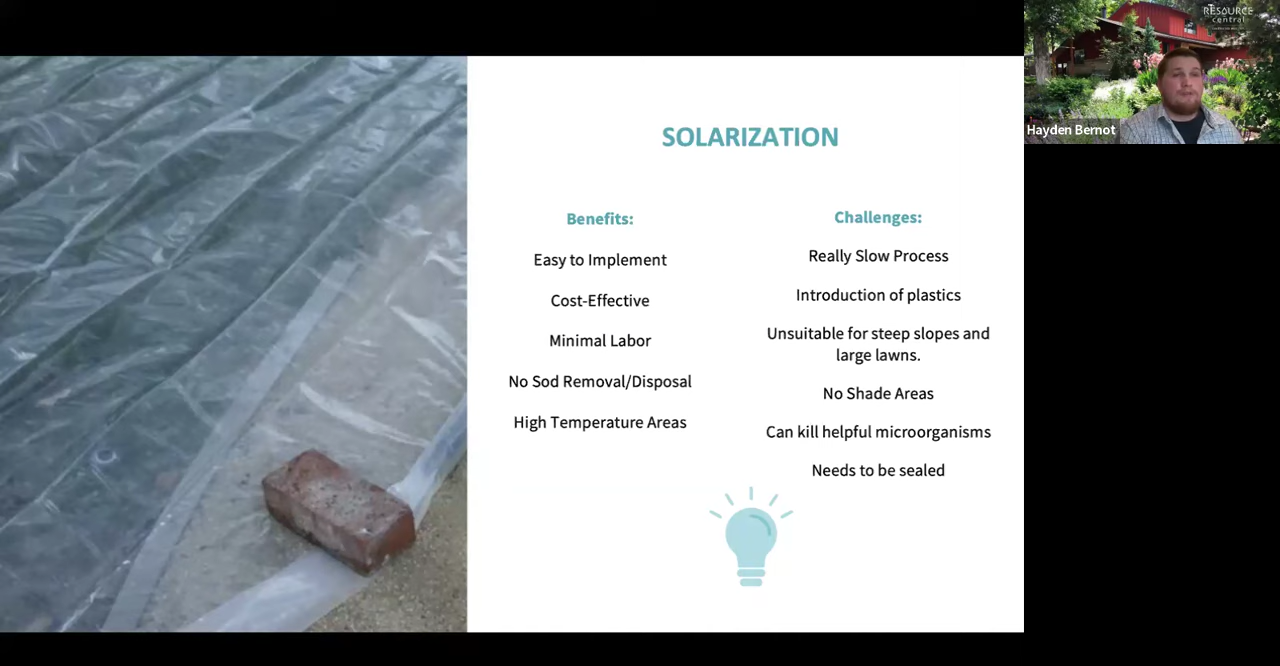 SOLARIZATION
Benefits:
Easy to Implement
Cost-Effective
Minimal Labor
No Sod Removal/Disposal
High Temperature Areas
Challenges:
Really Slow Process
Introduction of plastics
Unsuitable for steep slopes and
large lawns.
No Shade Areas
Can kill helpful microorganisms
Needs to be sealed
RESOURCE
central
Hayden Bernot